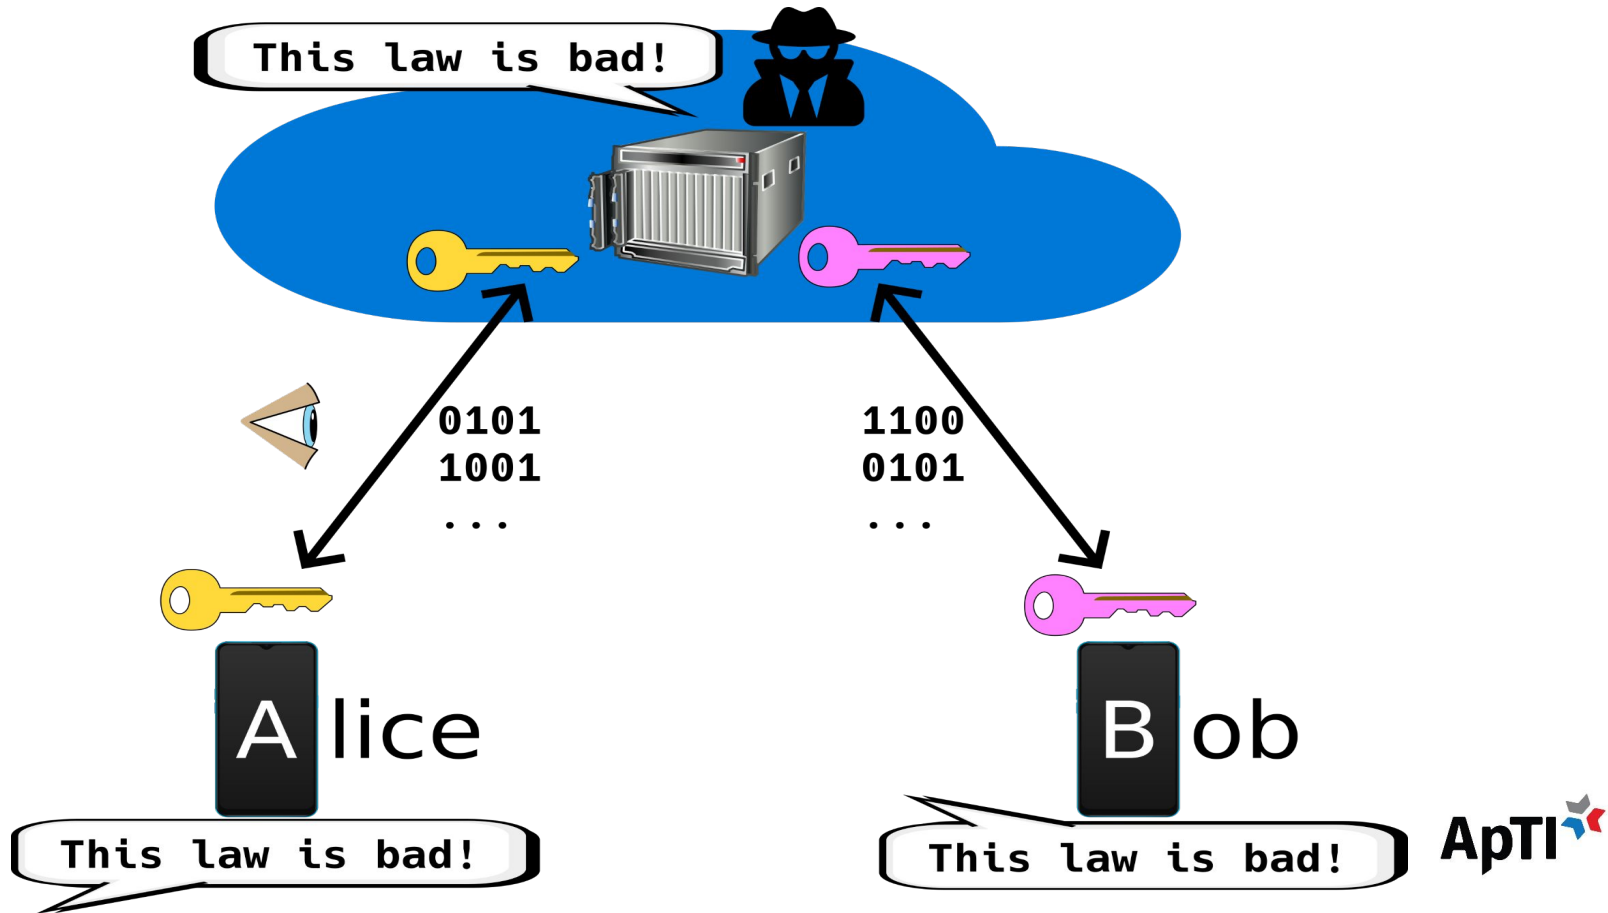 This law is bad!
0101
1001
...
1100
0101
...
Alice
Bob
This law is bad!
This law is bad!
ApTI